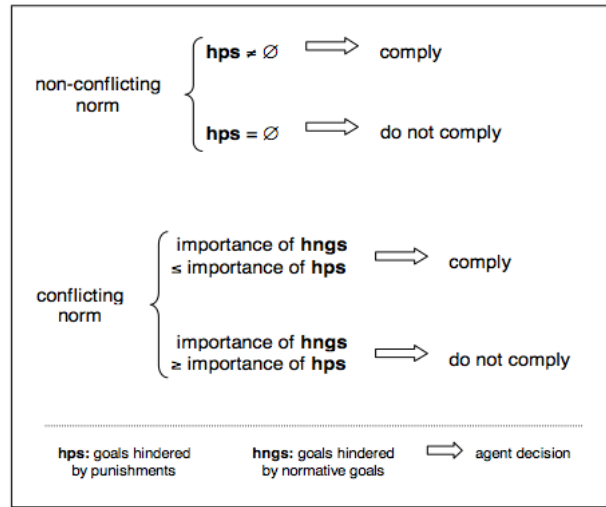 hps ≠ ∅ comply
non-conflicting
norm
hps = ∅ do not comply
importance of hngs
≤ importance of hps comply
conflicting
norm
importance of hngs
≥ importance of hps do not comply
hps: goals hindered
by punishments
hngs: goals hindered
by normative goals
agent decision